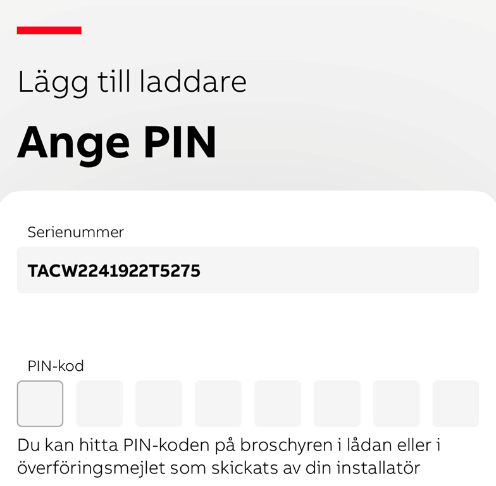 Lägg till laddare
Ange PIN
Serienummer
TACW2241922T5275
PIN-kod
Du kan hitta PIN-koden på broschyren i lådan eller i
överföringsmejlet som skickats av din installatör